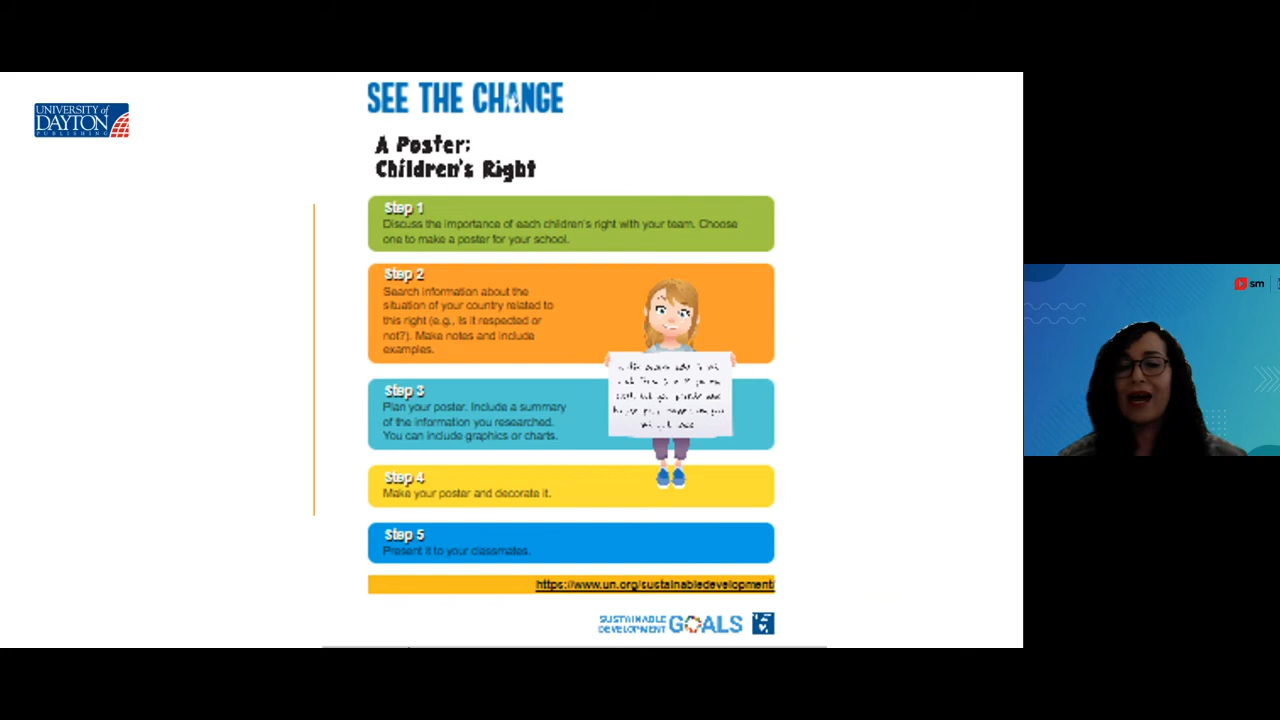 UNIVERSITY of
DAYTON
PUBLISHING
SEE THE CHANGE
A Poster:
Children's Right
Step 1
Discuss the importance of each children's right with your team. Choose
one to make a poster for your school.
Step 2
Search information about the
situation of your country related to
this right (e.g., Is it respected or
not?). Make notes and include
examples.
Step 3
Plan your poster. Include a summary
of the information you researched.
You can include graphics or charts.
Step 4
Make your poster and decorate it.
Step 5
Present it to your classmates.
https://www.un.org/sustainabledevelopment/
SUSTAINABLE
DEVELOPMENT GOALS
sm